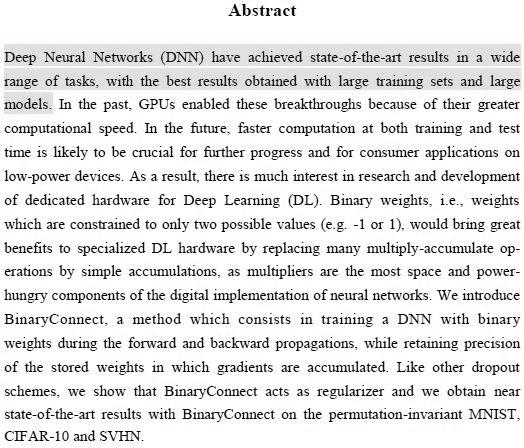 Abstract
Deep Neural Networks (DNN) have achieved state-of-the-art results in a wide
range of tasks, with the best results obtained with large training sets and large
models. In the past, GPUs enabled these breakthroughs because of their greater
computational speed. In the future, faster computation at both training and test
time is likely to be crucial for further progress and for consumer applications on
low-power devices. As a result, there is much interest in research and development
of dedicated hardware for Deep Learning (DL). Binary weights, i.e., weights
which are constrained to only two possible values (e.g. -1 or 1), would bring great
benefits to specialized DL hardware by replacing many multiply-accumulate op-
erations by simple accumulations, as multipliers are the most space and power-
hungry components of the digital implementation of neural networks. We introduce
BinaryConnect, a method which consists in training a DNN with binary
weights during the forward and backward propagations, while retaining precision
of the stored weights in which gradients are accumulated. Like other dropout
schemes, we show that BinaryConnect acts as regularizer and we obtain near
state-of-the-art results with BinaryConnect on the permutation-invariant MNIST,
CIFAR-10 and SVHN.